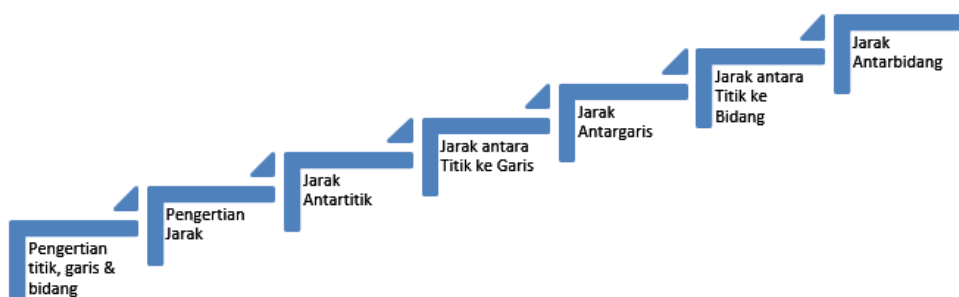 Pengertian
titik, garis &
bidang
Pengertian
Jarak
Jarak
Antartitik
Jarak antara
Titik ke Garis
Jarak
Antargaris
Jarak antara
Titik ke
Bidang
Jarak
Antarbidang